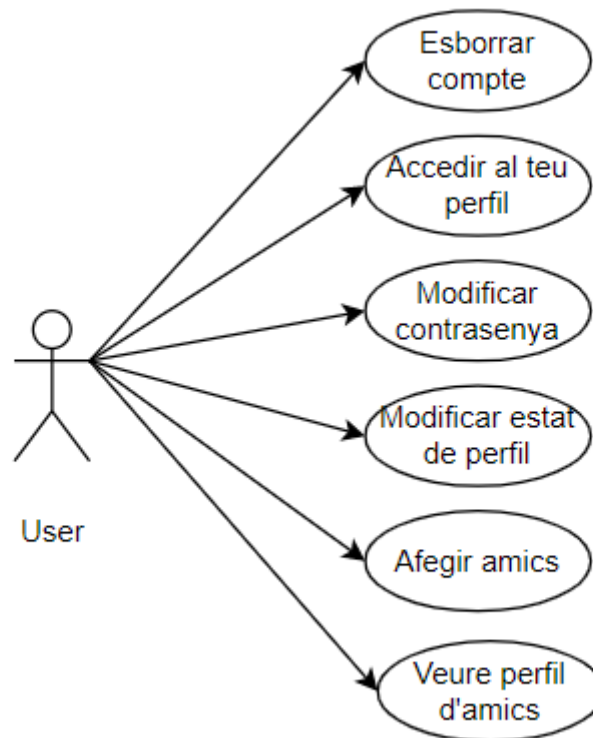 Esborrar
compte
Accedir al teu
perfil
Modificar
contrasenya
Modificar estat
de perfil
User
Afegir amics
Veure perfil
d'amics